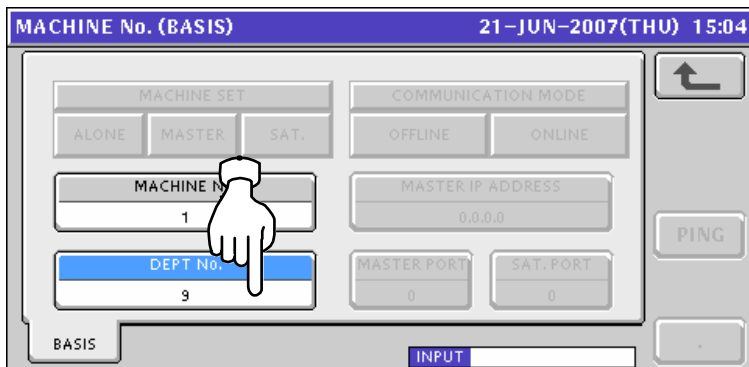 MACHINE No. (BASIS) 21-JUN-2007(THU) 15:04
MACHINE SET COMMUNICATION MODE
ALONE MASTER SAT. OFFLINE ONLINE
MACHINE N MASTER IP ADDRESS
1 0.0.0.0
PING
DEPT No. MASTER PORT SAT. PORT
9 0 0
BASIS
INPUT